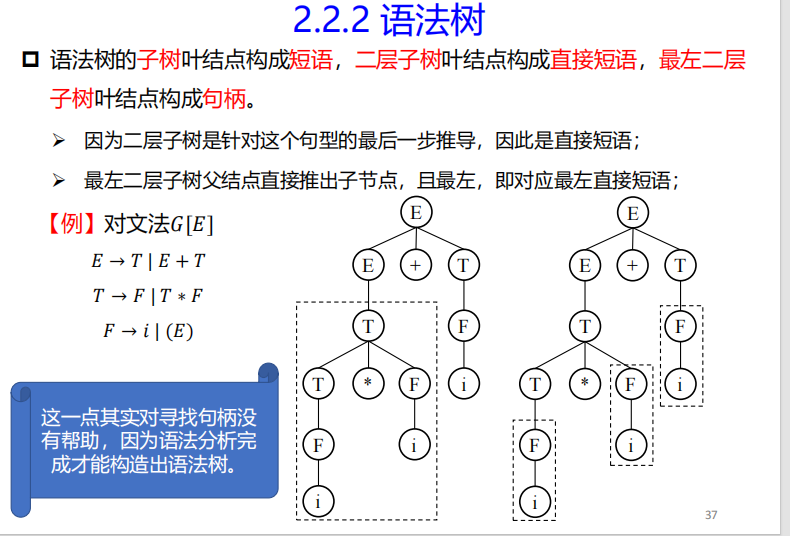 2.2.2 语法树
语法树的子树叶结点构成短语，二层子树叶结点构成直接短语，最左二层
子树叶结点构成句柄。
因为二层子树是针对这个句型的最后一步推导，因此是直接短语；
最左二层子树父结点直接推出子节点，且最左，即对应最左直接短语；
【例】对文法G[E]
E → T | E + T
T → F | T ∗ F
F → i | (E)
这一点其实对寻找句柄没
有帮助，因为语法分析完
成才能构造出语法树。
E
E + T
T F
T * F i
F i
i
E
E + T
T F
T * F i
F i
i
37